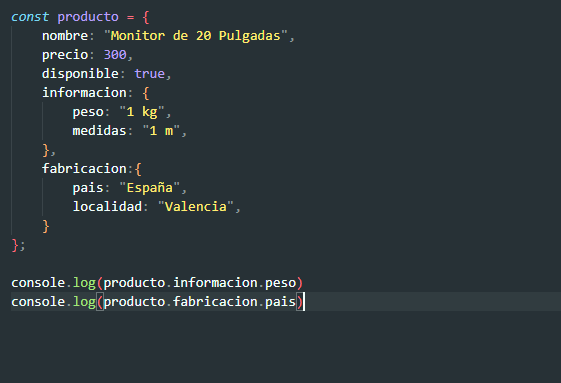 const producto = {
    nombre: "Monitor de 20 Pulgadas",
    precio: 300,
    disponible: true,
    informacion: {
        peso: "1 kg",
        medidas: "1 m",
    },
    fabricacion:{
        pais: "España",
        localidad: "Valencia",
    }
};

console.log(producto.informacion.peso)
console.log(producto.fabricacion.pais)